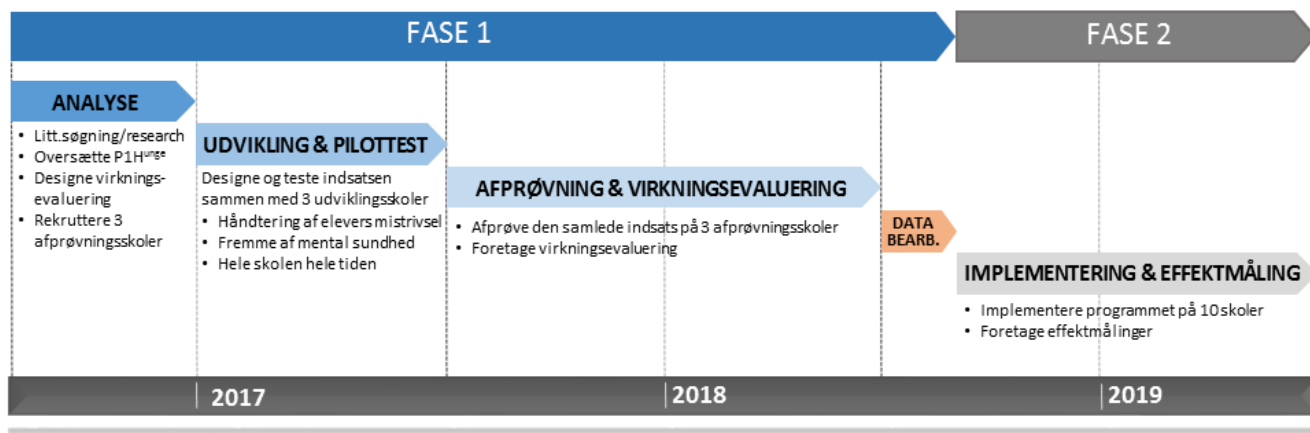 FASE 1
FASE 2
ANALYSE
• Litt.søgning/research
• Oversætte P1Hunge
• Designe virknings-
evaluering
• Rekruttere 3
afprøvningsskoler
UDVIKLING & PILOTTEST
Designe og teste indsatsen
sammen med 3 udviklingsskoler
• Håndtering af elevers mistrivsel
• Fremme af mental sundhed
• Hele skolen hele tiden
AFPRØVNING & VIRKNINGSEVALUERING
• Afprøve den samlede indsats på 3 afprøvningsskoler
• Foretage virkningsevaluering
DATA
BEARB.
IMPLEMENTERING & EFFEKTMÅLING
• Implementere programmet på 10 skoler
• Foretage effektmålinger
2017
2018
2019